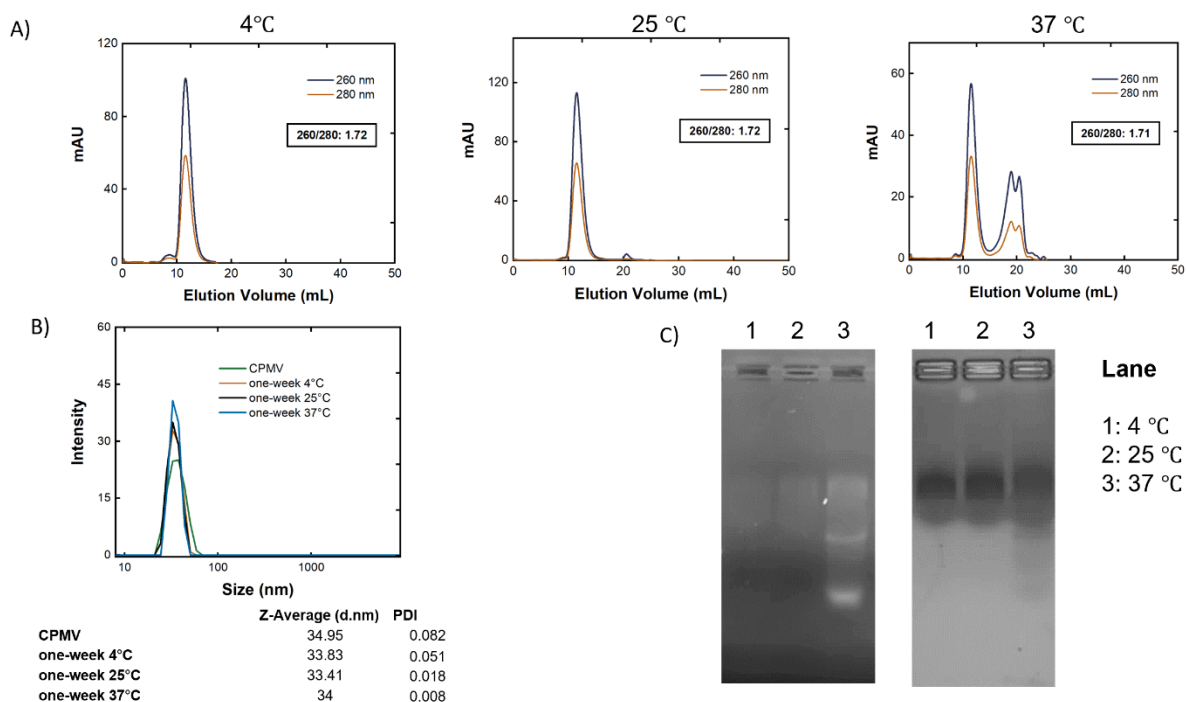 A)
4℃
120
80
40
0
mAU
260 nm
280 nm
260/280: 1.72
0 10 20 30 40 50
Elution Volume (mL)
25 ℃
120
80
40
0
mAU
260 nm
280 nm
260/280: 1.72
0 10 20 30 40 50
Elution Volume (mL)
37 ℃
60
40
20
0
mAU
260 nm
280 nm
260/280: 1.71
0 10 20 30 40 50
Elution Volume (mL)
B)
60
45
30
15
0
Intensity
CPMV
one-week 4°C
one-week 25°C
one-week 37°C
10 100 1000
Size (nm)
Z-Average (d.nm) PDI
CPMV 34.95 0.082
one-week 4°C 33.83 0.051
one-week 25°C 33.41 0.018
one-week 37°C 34 0.008
C)
1 2 3
1 2 3
Lane
1: 4 ℃
2: 25 ℃
3: 37 ℃